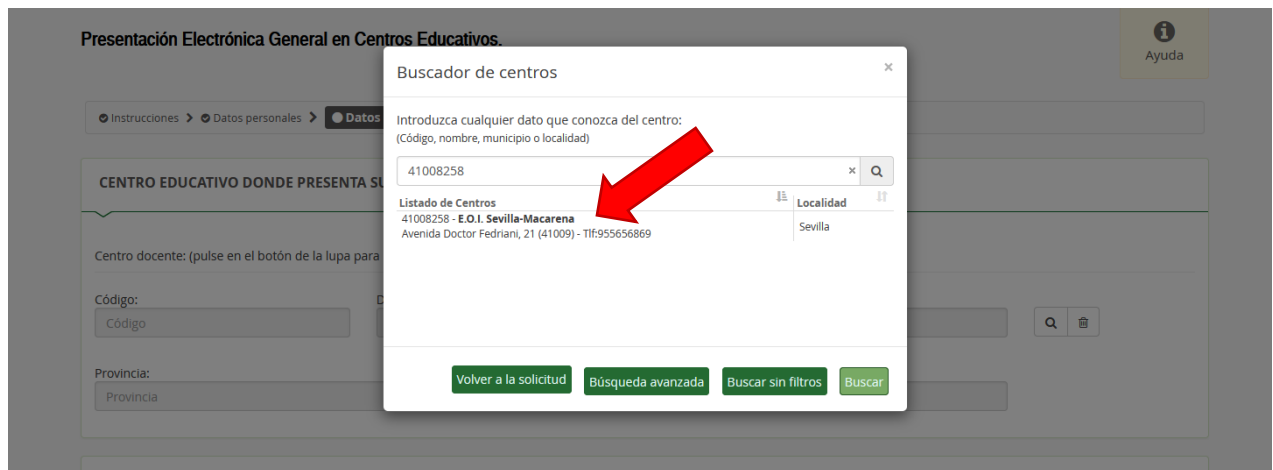 Presentación Electrónica General en Centros Educativos.
Ayuda
Instrucciones
Datos personales
Datos
Buscador de centros
×
Introduzca cualquier dato que conozca del centro:
(Código, nombre, municipio o localidad)
41008258
×
Listado de Centros
Localidad
41008258 - E.O.I. Sevilla-Macarena
Avenida Doctor Fedriani, 21 (41009) - Tlf:955656869
Sevilla
CENTRO EDUCATIVO DONDE PRESENTA
Centro docente: (pulse en el botón de la lupa para
Código:
Código
Provincia:
Provincia
Volver a la solicitud
Búsqueda avanzada
Buscar sin filtros
Buscar